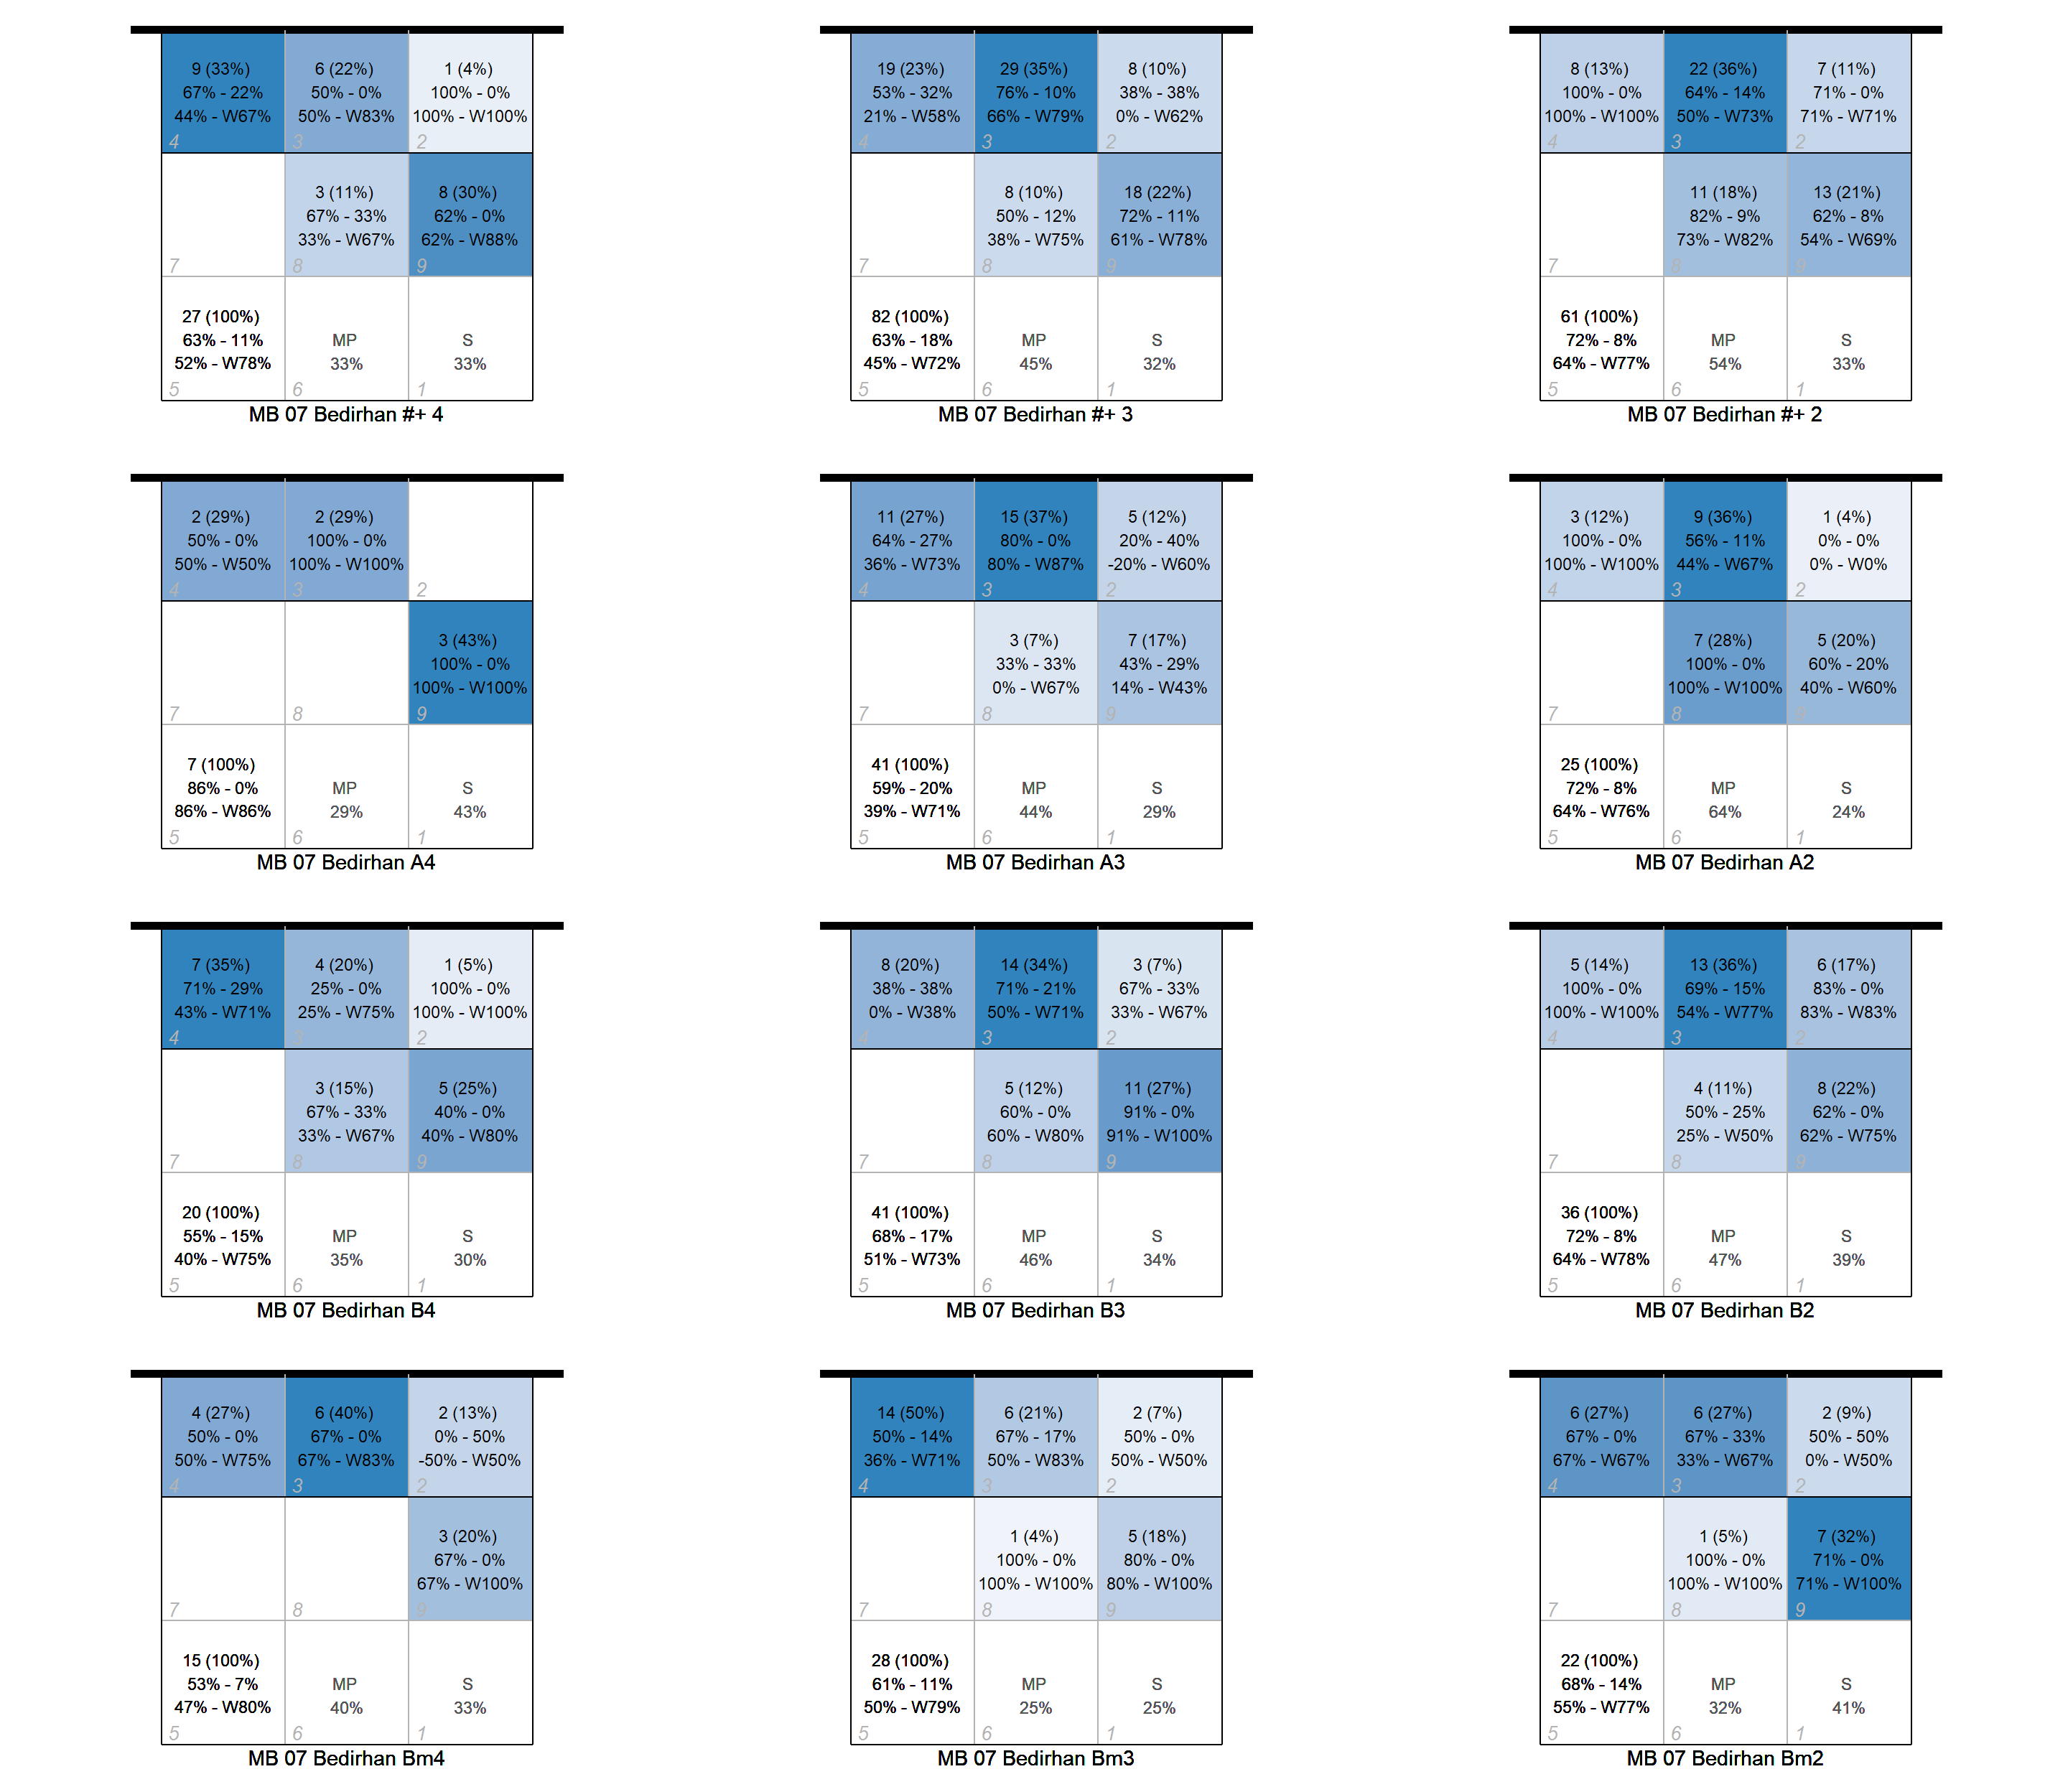 9 (33%)
67% - 22%
44% - W67%
4
6 (22%)
50% - 0%
50% - W83%
3
1 (4%)
100% - 0%
100% - W100%
2
7
3 (11%)
67% - 33%
33% - W67%
8
8 (30%)
62% - 0%
62% - W88%
9
27 (100%)
63% - 11%
52% - W78%
5
MP
33%
6
S
33%
1
MB 07 Bedirhan #+ 4
19 (23%)
53% - 32%
21% - W58%
4
29 (35%)
76% - 10%
66% - W79%
3
8 (10%)
38% - 38%
0% - W62%
2
7
8 (10%)
50% - 12%
38% - W75%
8
18 (22%)
72% - 11%
61% - W78%
9
82 (100%)
63% - 18%
45% - W72%
5
MP
45%
6
S
32%
1
MB 07 Bedirhan #+ 3
8 (13%)
100% - 0%
100% - W100%
4
22 (36%)
64% - 14%
50% - W73%
3
7 (11%)
71% - 0%
71% - W71%
2
7
11 (18%)
82% - 9%
73% - W82%
8
13 (21%)
62% - 8%
54% - W69%
9
61 (100%)
72% - 8%
64% - W77%
5
MP
54%
6
S
33%
1
MB 07 Bedirhan #+ 2
2 (29%)
50% - 0%
50% - W50%
4
2 (29%)
100% - 0%
100% - W100%
3
2
7
8
3 (43%)
100% - 0%
100% - W100%
9
7 (100%)
86% - 0%
86% - W86%
5
MP
29%
6
S
43%
1
MB 07 Bedirhan A4
11 (27%)
64% - 27%
36% - W73%
4
15 (37%)
80% - 0%
80% - W87%
3
5 (12%)
20% - 40%
-20% - W60%
2
7
3 (7%)
33% - 33%
0% - W67%
8
7 (17%)
43% - 29%
14% - W43%
9
41 (100%)
59% - 20%
39% - W71%
5
MP
44%
6
S
29%
1
MB 07 Bedirhan A3
3 (12%)
100% - 0%
100% - W100%
4
9 (36%)
56% - 11%
44% - W67%
3
1 (4%)
0% - 0%
0% - W0%
2
7
7 (28%)
100% - 0%
100% - W100%
8
5 (20%)
60% - 20%
40% - W60%
9
25 (100%)
72% - 8%
64% - W76%
5
MP
64%
6
S
24%
1
MB 07 Bedirhan A2
7 (35%)
71% - 29%
43% - W71%
4
4 (20%)
25% - 0%
25% - W75%
3
1 (5%)
100% - 0%
100% - W100%
2
7
3 (15%)
67% - 33%
33% - W67%
8
5 (25%)
40% - 0%
40% - W80%
9
20 (100%)
55% - 15%
40% - W75%
5
MP
35%
6
S
30%
1
MB 07 Bedirhan B4
8 (20%)
38% - 38%
0% - W38%
4
14 (34%)
71% - 21%
50% - W71%
3
3 (7%)
67% - 33%
33% - W67%
2
7
5 (12%)
60% - 0%
60% - W80%
8
11 (27%)
91% - 0%
91% - W100%
9
41 (100%)
68% - 17%
51% - W73%
5
MP
46%
6
S
34%
1
MB 07 Bedirhan B3
5 (14%)
100% - 0%
100% - W100%
4
13 (36%)
69% - 15%
54% - W77%
3
6 (17%)
83% - 0%
83% - W83%
2
7
4 (11%)
50% - 25%
25% - W50%
8
8 (22%)
62% - 0%
62% - W75%
9
36 (100%)
72% - 8%
64% - W78%
5
MP
47%
6
S
39%
1
MB 07 Bedirhan B2
4 (27%)
50% - 0%
50% - W75%
4
6 (40%)
67% - 0%
67% - W83%
3
2 (13%)
0% - 50%
-50% - W50%
2
7
8
3 (20%)
67% - 0%
67% - W100%
9
15 (100%)
53% - 7%
47% - W80%
5
MP
40%
6
S
33%
1
MB 07 Bedirhan Bm4
14 (50%)
50% - 14%
36% - W71%
4
6 (21%)
67% - 17%
50% - W83%
3
2 (7%)
50% - 0%
50% - W50%
2
7
1 (4%)
100% - 0%
100% - W100%
8
5 (18%)
80% - 0%
80% - W100%
9
28 (100%)
61% - 11%
50% - W79%
5
MP
25%
6
S
25%
1
MB 07 Bedirhan Bm3
6 (27%)
67% - 0%
67% - W67%
4
6 (27%)
67% - 33%
33% - W67%
3
2 (9%)
50% - 50%
0% - W50%
2
7
1 (5%)
100% - 0%
100% - W100%
8
7 (32%)
71% - 0%
71% - W100%
9
22 (100%)
68% - 14%
55% - W77%
5
MP
32%
6
S
41%
1
MB 07 Bedirhan Bm2